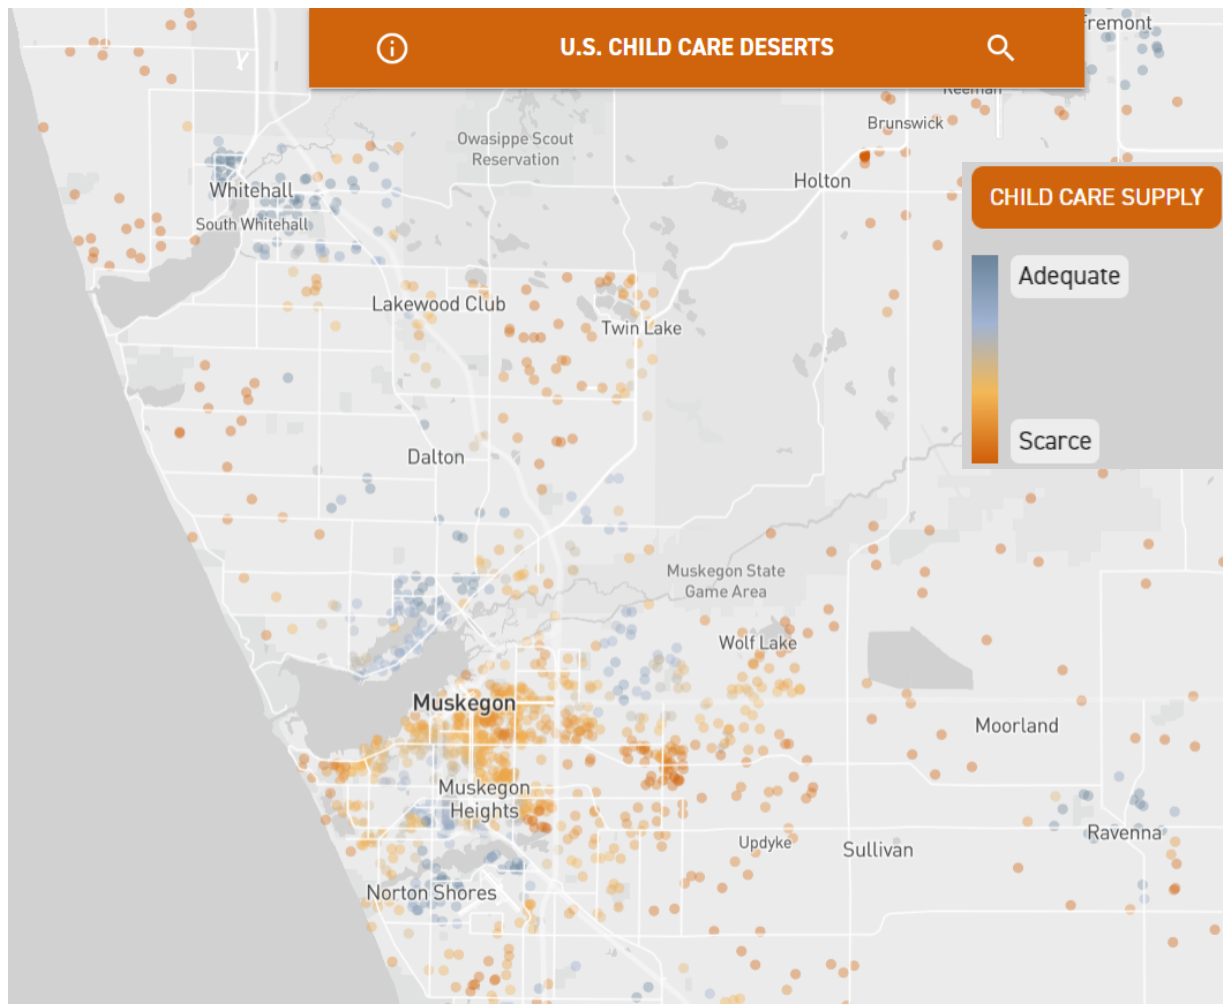 U.S. CHILD CARE DESERTS
Fremont
Reeman
Brunswick
Owasippe Scout
Reservation
Holton
Whitehall
South Whitehall
CHILD CARE SUPPLY
Adequate
Scarce
Lakewood Club
Twin Lake
Dalton
Muskegon State
Game Area
Wolf Lake
Muskegon
Moorland
Muskegon
Heights
Ravenna
Updyke
Sullivan
Norton Shores